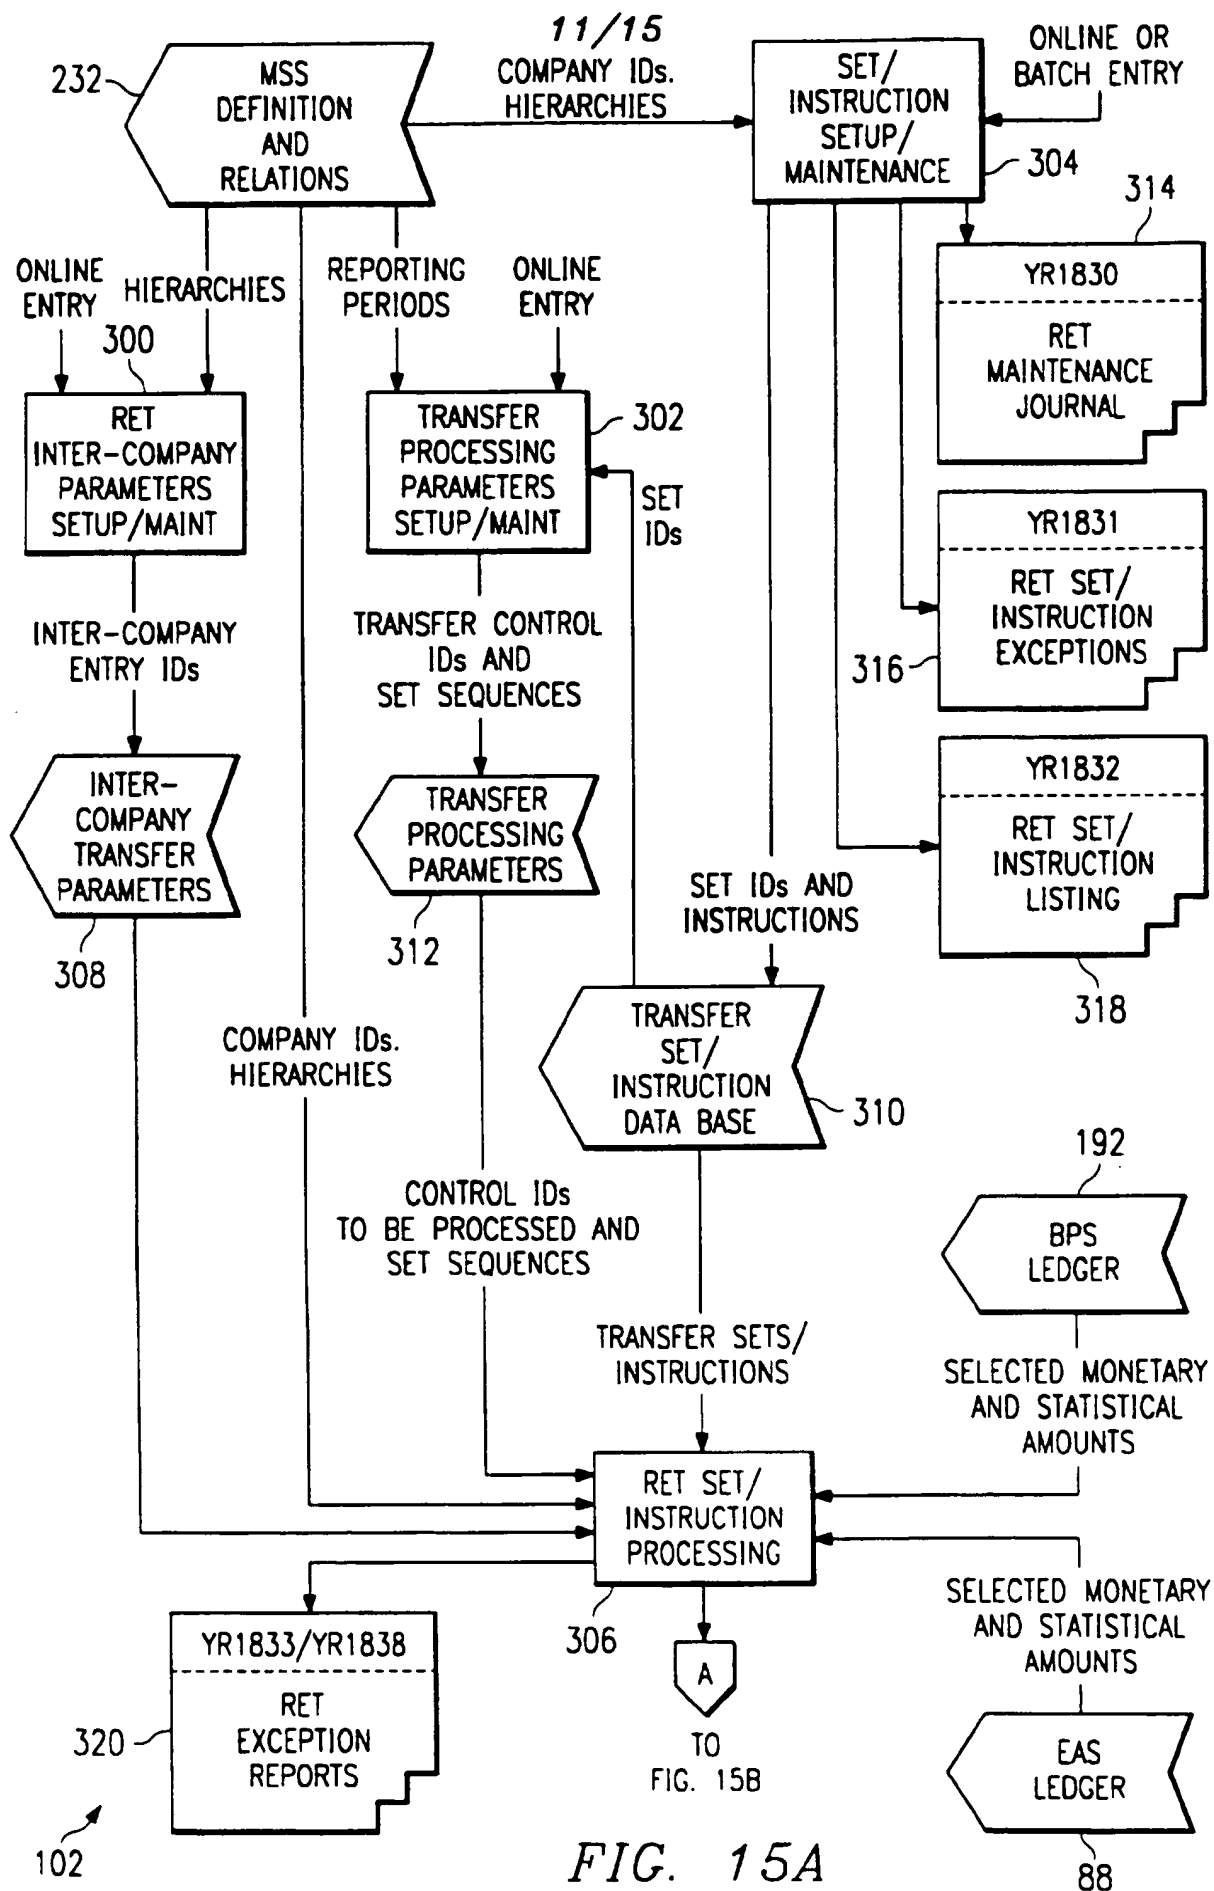 11/15
232
MSS
DEFINITION
AND
RELATIONS
COMPANY IDs.
HIERARCHIES
SET/
INSTRUCTION
SETUP/
MAINTENANCE
ONLINE OR
BATCH ENTRY
304
314
YR1830
RET
MAINTENANCE
JOURNAL
ONLINE
ENTRY
HIERARCHIES
REPORTING
PERIODS
ONLINE
ENTRY
300
RET
INTER-COMPANY
PARAMETERS
SETUP/MAINT
TRANSFER
PROCESSING
PARAMETERS
SETUP/MAINT
302
SET
IDs
YR1831
RET SET/
INSTRUCTION
EXCEPTIONS
316
INTER-COMPANY
ENTRY IDs
TRANSFER CONTROL
IDs AND
SET SEQUENCES
YR1832
RET SET/
INSTRUCTION
LISTING
318
INTER-
COMPANY
TRANSFER
PARAMETERS
308
TRANSFER
PROCESSING
PARAMETERS
312
SET IDs AND
INSTRUCTIONS
COMPANY IDs.
HIERARCHIES
TRANSFER
SET/
INSTRUCTION
DATA BASE
310
192
BPS
LEDGER
CONTROL IDs
TO BE PROCESSED AND
SET SEQUENCES
TRANSFER SETS/
INSTRUCTIONS
SELECTED MONETARY
AND STATISTICAL
AMOUNTS
RET SET/
INSTRUCTION
PROCESSING
306
SELECTED MONETARY
AND STATISTICAL
AMOUNTS
YR1833/YR1838
RET
EXCEPTION
REPORTS
320
A
TO
FIG. 15B
EAS
LEDGER
88
102
FIG. 15A